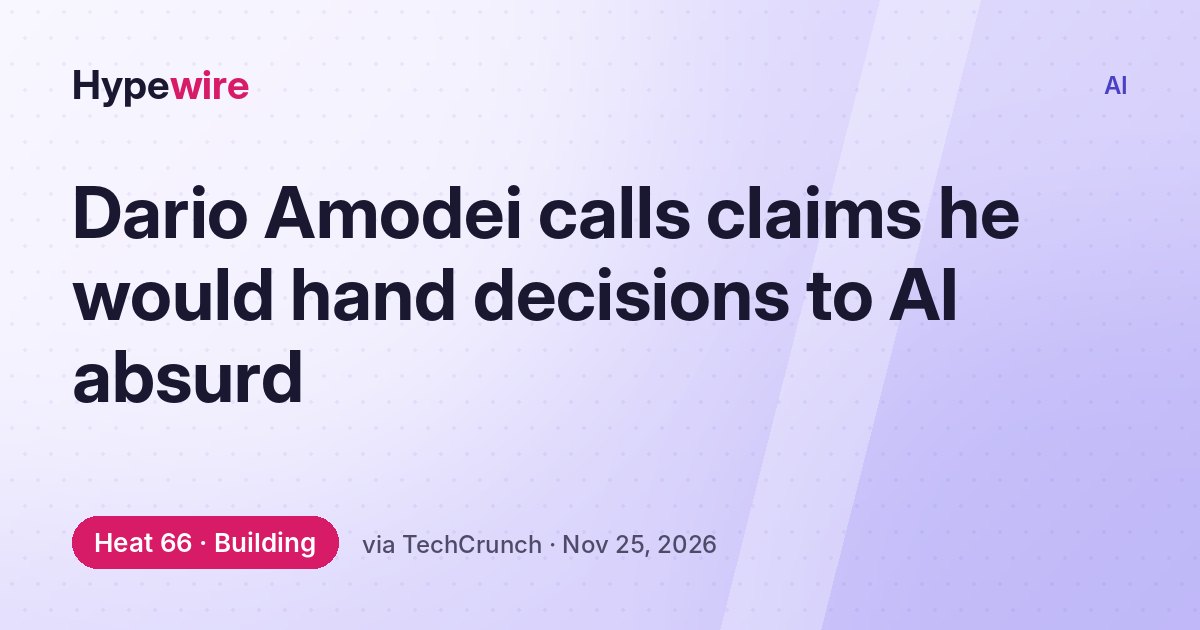 Hypewire
AI
Dario Amodei calls claims he
would hand decisions to AI
absurd
Heat 66 · Building
via TechCrunch · Nov 25, 2026